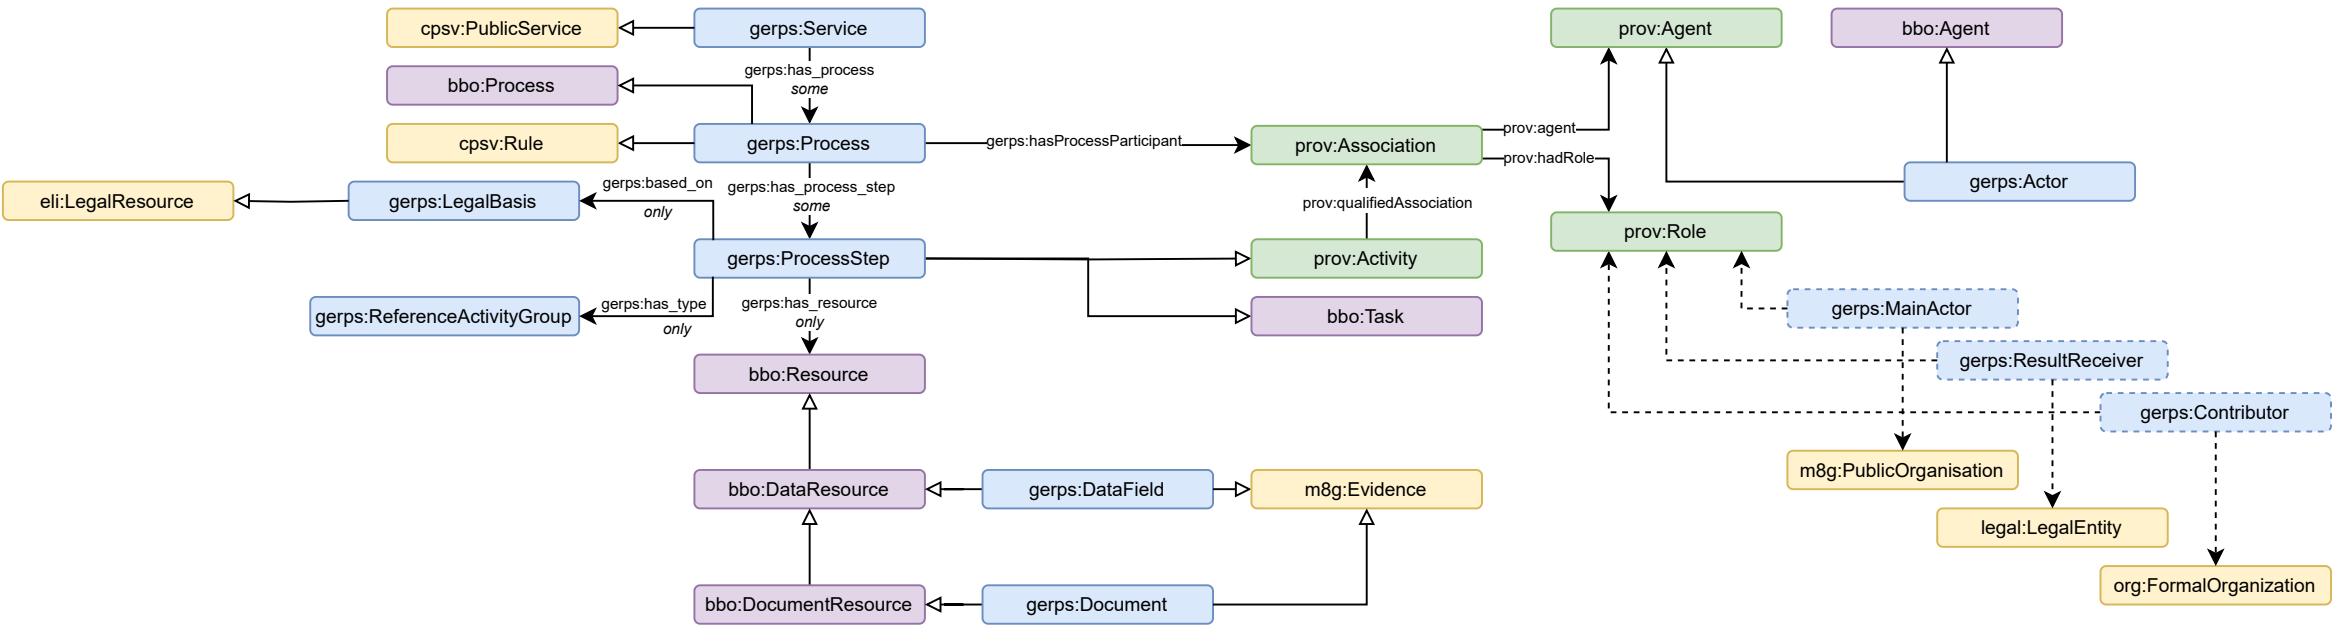 cpsv:PublicService
gerps:Service
prov:Agent
bbo:Agent
gerps:has_process
some
bbo:Process
cpsv:Rule
gerps:Process
gerps:hasProcessParticipant
prov:Association
prov:agent
prov:hadRole
gerps:Actor
eli:LegalResource
gerps:LegalBasis
gerps:based_on
only
gerps:has_process_step
some
prov:qualifiedAssociation
prov:Role
gerps:ProcessStep
prov:Activity
gerps:ReferenceActivityGroup
gerps:has_type
only
gerps:has_resource
only
bbo:Task
gerps:MainActor
gerps:ResultReceiver
bbo:Resource
gerps:Contributor
m8g:PublicOrganisation
bbo:DataResource
gerps:DataField
m8g:Evidence
legal:LegalEntity
org:FormalOrganization
bbo:DocumentResource
gerps:Document